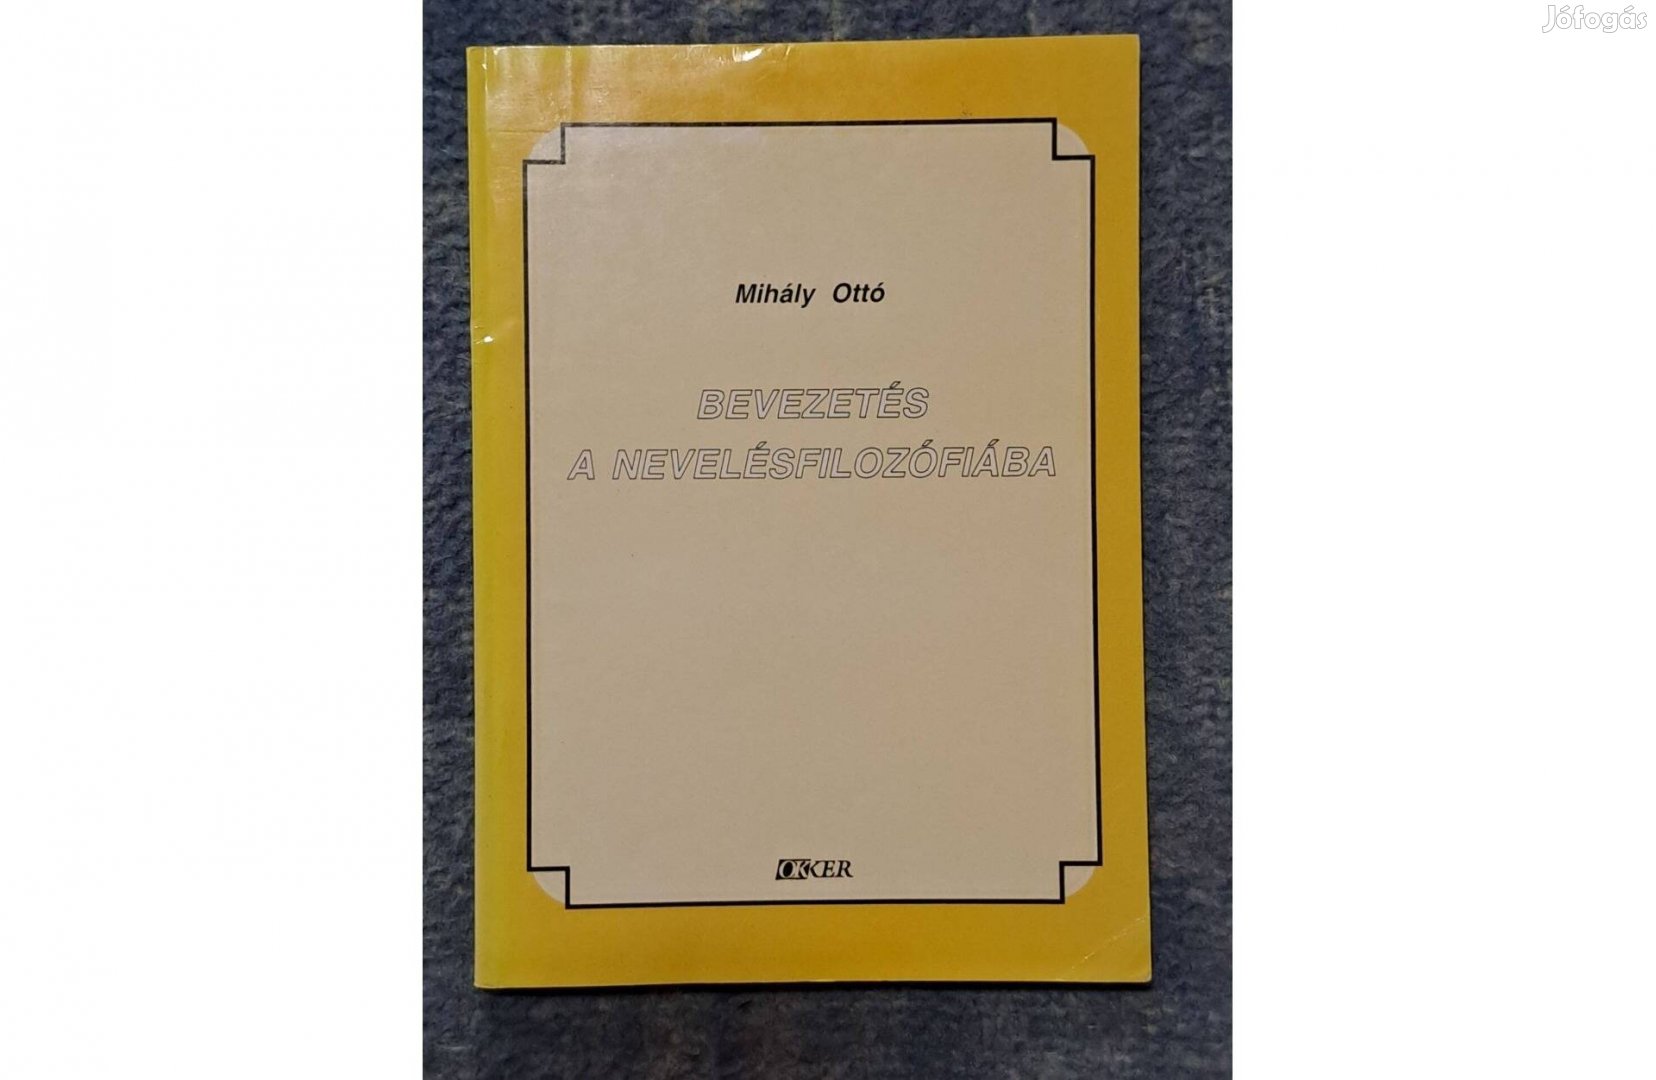 Jófogás
Mihály Ottó
BEVEZETÉS
A NEVELÉSFILOZÓFIÁBA
OKKER